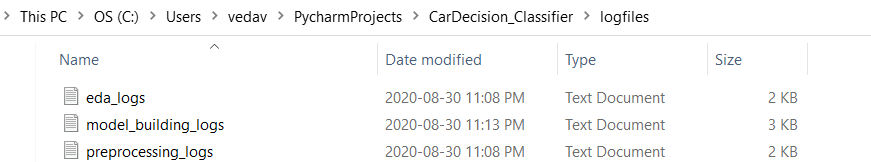 This PC > OS (C:) > Users > vedav > PycharmProjects > CarDecision_Classifier > logfiles
Name Date modified Type Size
eda_logs 2020-08-30 11:08 PM Text Document 2 KB
model_building_logs 2020-08-30 11:13 PM Text Document 3 KB
preprocessing_logs 2020-08-30 11:08 PM Text Document 2 KB